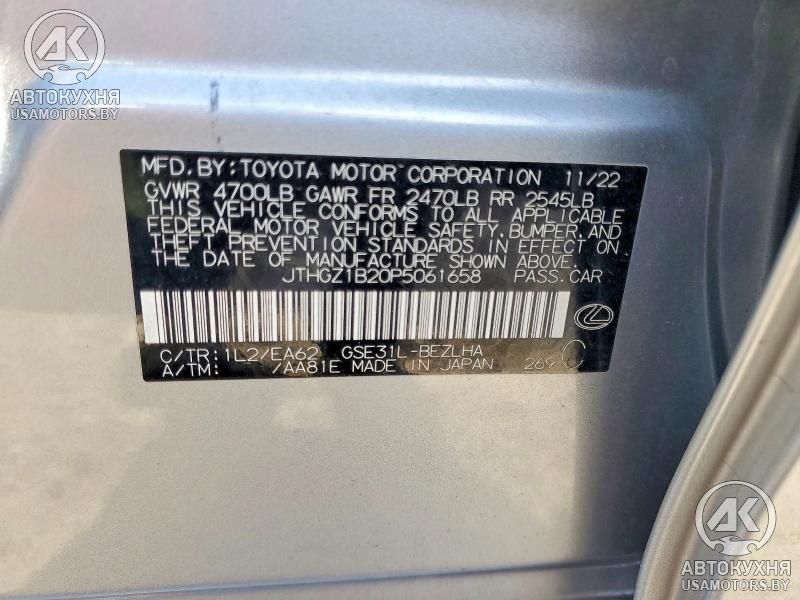 AK
АВТОКУХНЯ
USAMOTORS.BY
MFD. BY: TOYOTA MOTOR CORPORATION 11/22
GVWR 4700LB GAWR FR 2470LB RR 2545LB
THIS VEHICLE CONFORMS TO ALL APPLICABLE
FEDERAL MOTOR VEHICLE SAFETY, BUMPER, AND
THEFT PREVENTION STANDARDS IN EFFECT ON
THE DATE OF MANUFACTURE SHOWN ABOVE.
JTHGZ1B20P5061658 PASS. CAR
C/TR: 1L2/EA62 GSE31L-BEZLHA
A/TM: /AA81E MADE IN JAPAN 269 C
AK
АВТОКУХНЯ
USAMOTORS.BY